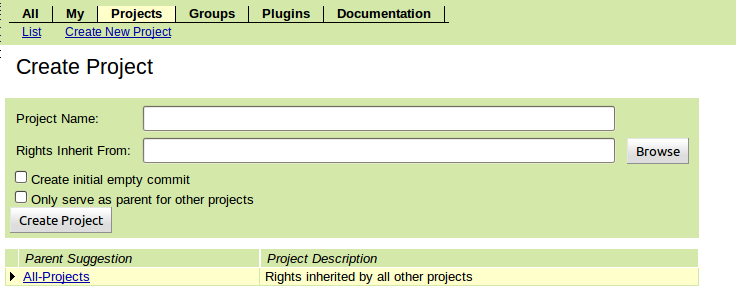 All My Projects Groups Plugins Documentation
List Create New Project
Create Project
Project Name:
Rights Inherit From: Browse
Create initial empty commit
Only serve as parent for other projects
Create Project
Parent Suggestion Project Description
All-Projects Rights inherited by all other projects